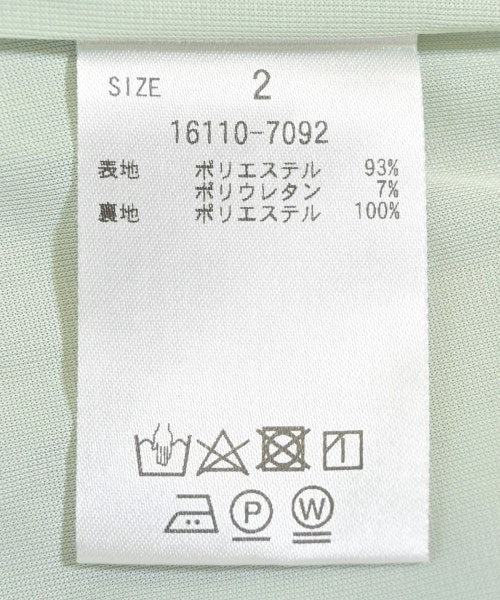 SIZE 2
16110-7092
表地 ポリエステル 93%
ポリウレタン 7%
裏地 ポリエステル 100%
P W